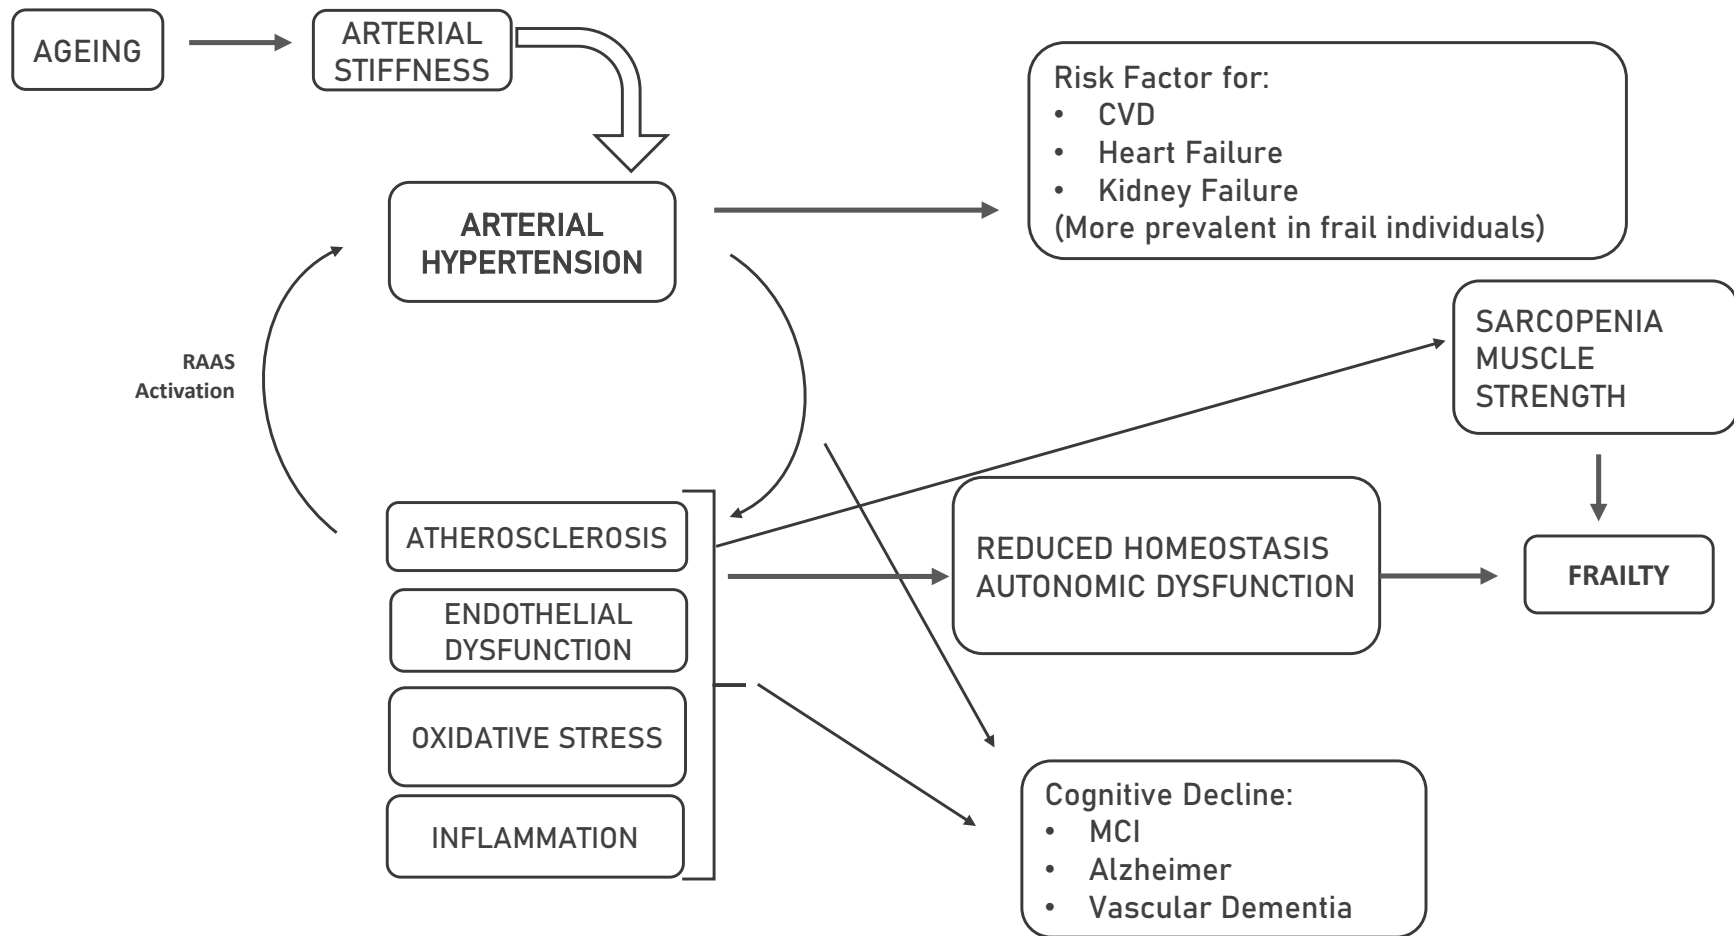 AGEING
ARTERIAL
STIFFNESS
Risk Factor for:
• CVD
• Heart Failure
• Kidney Failure
(More prevalent in frail individuals)
ARTERIAL
HYPERTENSION
SARCOPENIA
MUSCLE
STRENGTH
RAAS
Activation
ATHEROSCLEROSIS
REDUCED HOMEOSTASIS
AUTONOMIC DYSFUNCTION
FRAILTY
ENDOTHELIAL
DYSFUNCTION
OXIDATIVE STRESS
INFLAMMATION
Cognitive Decline:
• MCI
• Alzheimer
• Vascular Dementia